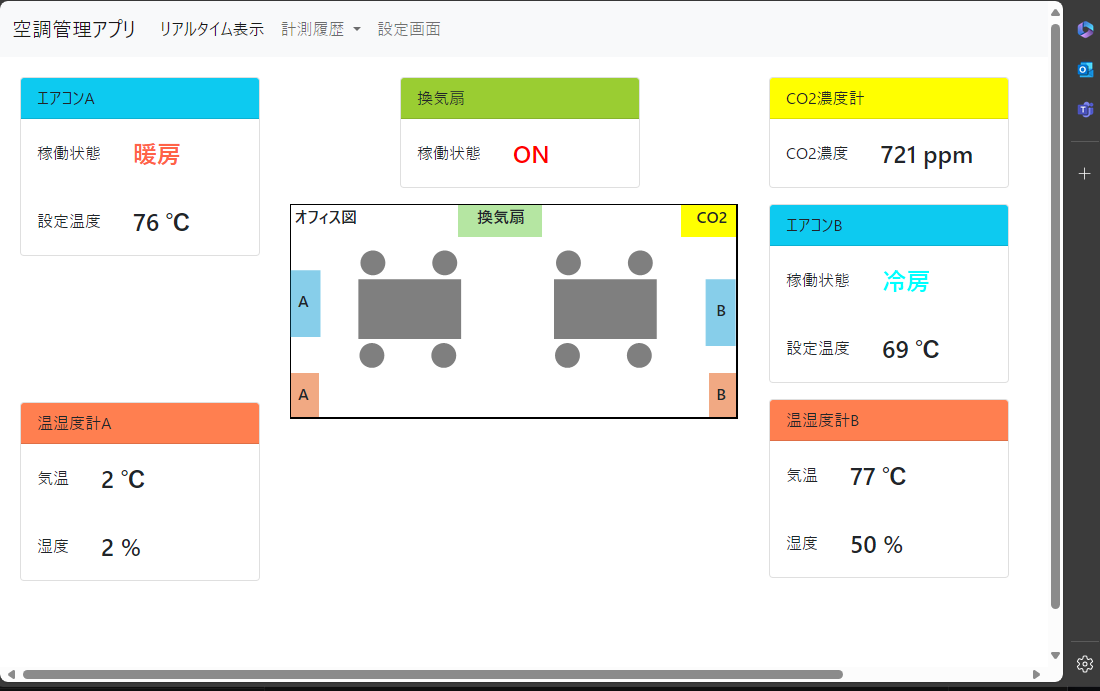 空調管理アプリ リアルタイム表示 計測履歴 設定画面
エアコンA
稼働状態 暖房
設定温度 76 ℃
換気扇
稼働状態 ON
CO2濃度計
CO2濃度 721 ppm
オフィス図 換気扇 CO2
A
B
A
B
エアコンB
稼働状態 冷房
設定温度 69 ℃
温湿度計A
気温 2 ℃
湿度 2 %
温湿度計B
気温 77 ℃
湿度 50 %